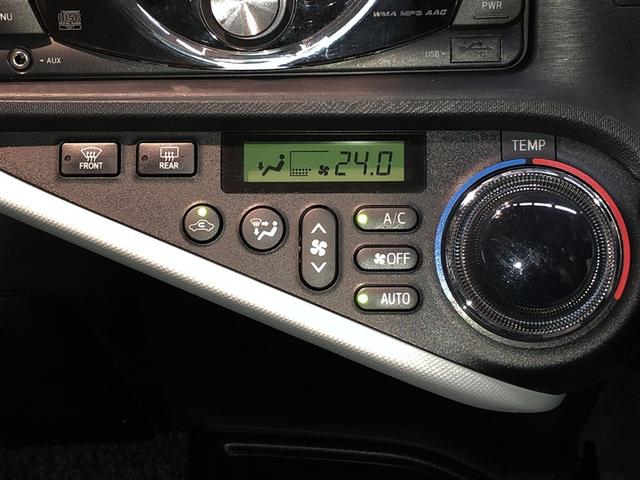 NU
AUX
WMA MP3 AAC
PWR
USB
FRONT
REAR
24.0
TEMP
A/C
OFF
AUTO